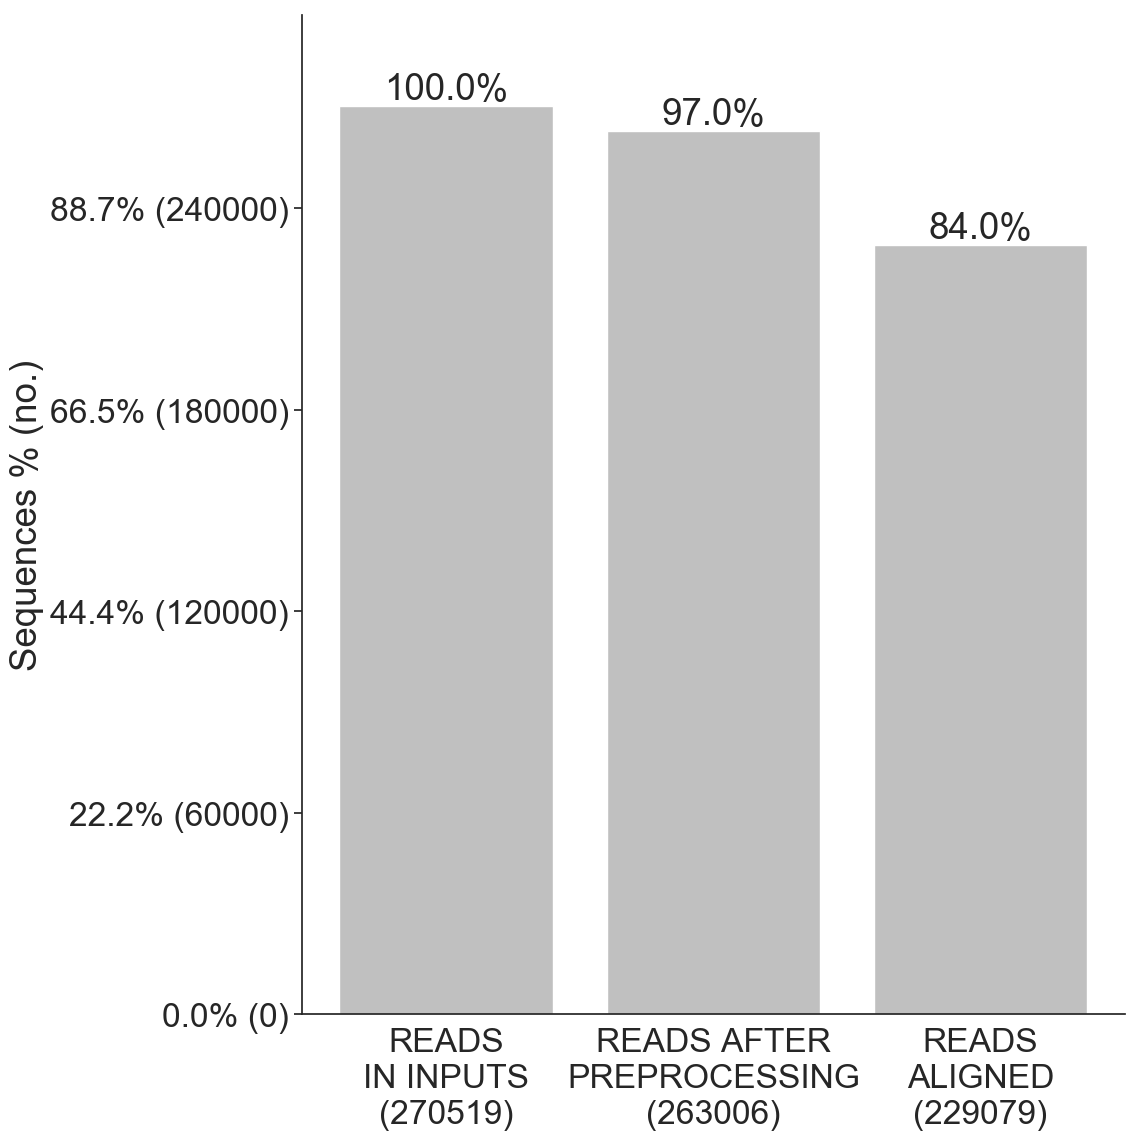 100.0%
97.0%
84.0%
Sequences % (no.)
88.7% (240000)
66.5% (180000)
44.4% (120000)
22.2% (60000)
0.0% (0)
READS
IN INPUTS
(270519)
READS AFTER
PREPROCESSING
(263006)
READS
ALIGNED
(229079)